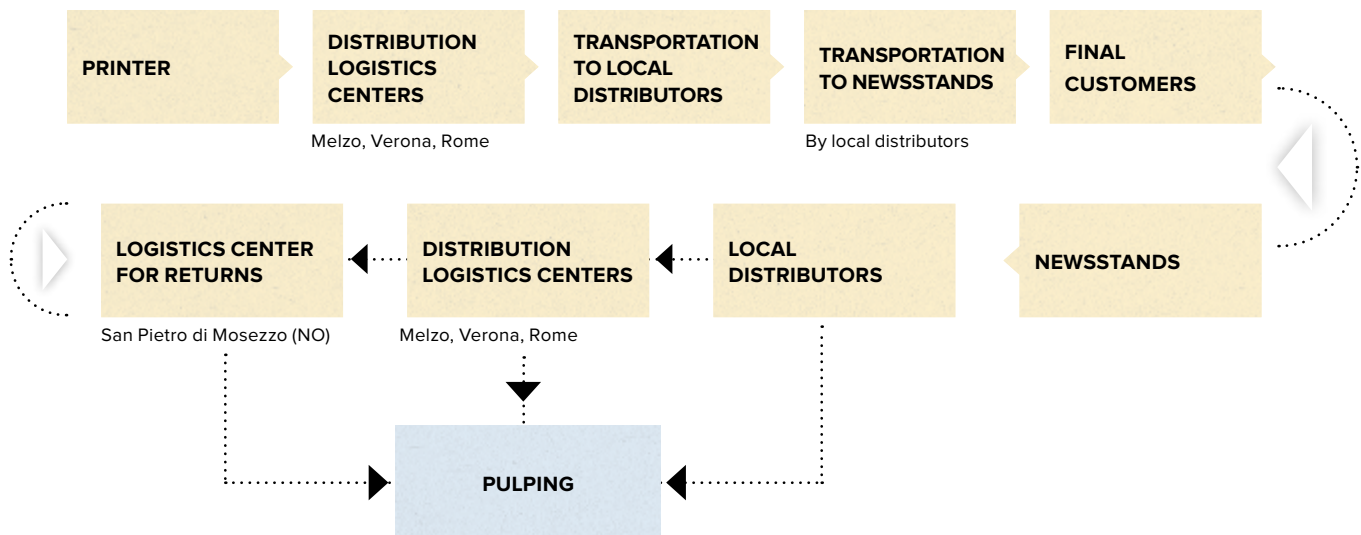 PRINTER
DISTRIBUTION
LOGISTICS
CENTERS
Melzo, Verona, Rome
TRANSPORTATION
TO LOCAL
DISTRIBUTORS
TRANSPORTATION
TO NEWSSTANDS
By local distributors
FINAL
CUSTOMERS
LOGISTICS CENTER
FOR RETURNS
San Pietro di Mosezzo (NO)
DISTRIBUTION
LOGISTICS CENTERS
Melzo, Verona, Rome
LOCAL
DISTRIBUTORS
NEWSSTANDS
PULPING